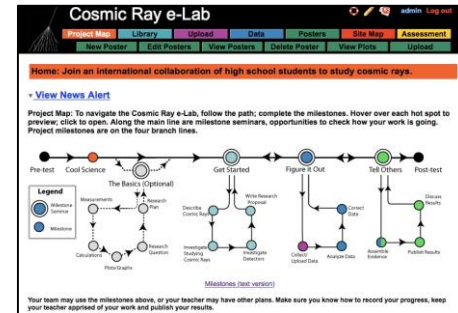 Cosmic Ray e-Lab
admin Log out
Project Map Library Upload Data Posters Site Map Assessment
New Poster Edit Posters View Posters Delete Poster View Plots Upload
Home: Join an international collaboration of high school students to study cosmic rays.
View News Alert
Project Map: To navigate the Cosmic Ray e-Lab, follow the path; complete the milestones. Hover over each hot spot to
preview; click to open. Along the main line are milestone seminars, opportunities to check how your work is going.
Project milestones are on the four branch lines.
Pre-test Cool Science Get Started Figure it Out Tell Others Post-test
The Basics (Optional)
Legend
Milestone
Seminar
Milestone
Measurements
Research
Plan
Calculations
Research
Question
Plots/Graphs
Describe
Cosmic Rays
Write Research
Proposal
Investigate
Studying
Cosmic Rays
Investigate
Detectors
Correct
Data
Collect/
Upload Data
Analyze Data
Discuss
Results
Assemble
Evidence
Publish Results
Milestones (text version)
Your team may use the milestones above, or your teacher may have other plans. Make sure you know how to record your progress, keep
your teacher apprised of your work and publish your results.